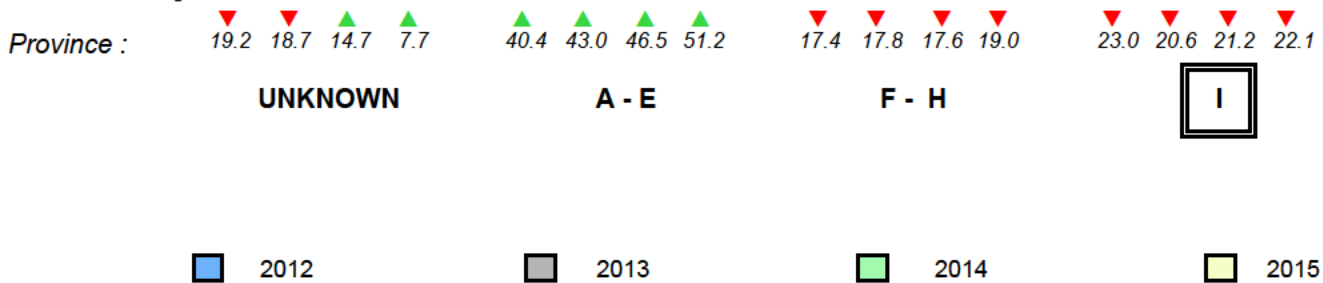 Province : 19.2 18.7 14.7 7.7 40.4 43.0 46.5 51.2 17.4 17.8 17.6 19.0 23.0 20.6 21.2 22.1
UNKNOWN A - E F - H I
2012 2013 2014 2015